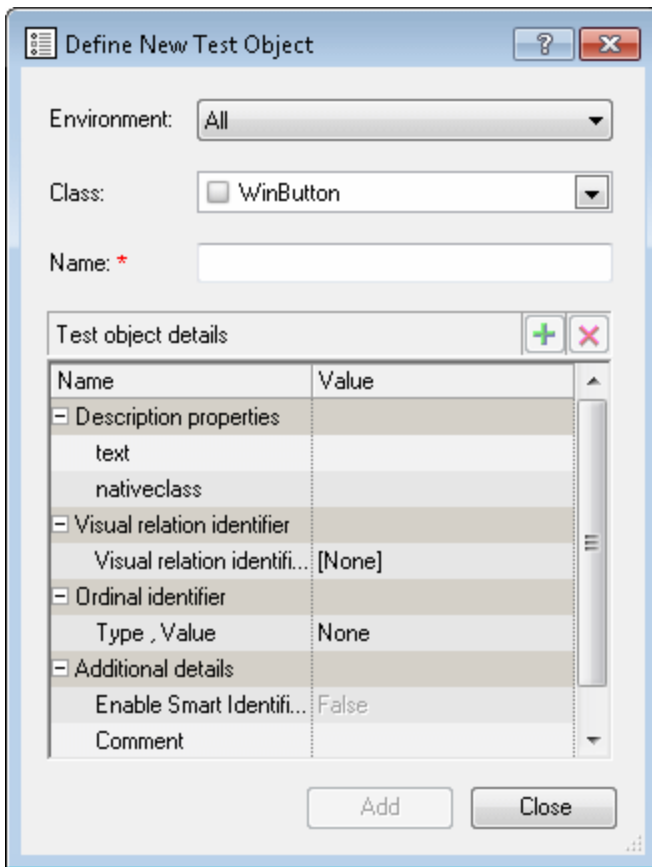 Define New Test Object
Environment: All
Class: WinButton
Name: *
Test object details
Name Value
Description properties
text
nativeclass
Visual relation identifier
Visual relation identifi... [None]
Ordinal identifier
Type , Value None
Additional details
Enable Smart Identifi... False
Comment
Add Close